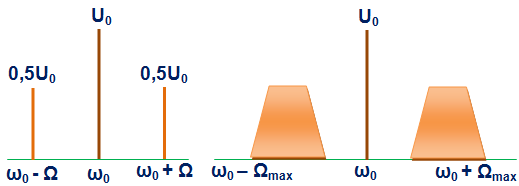 U₀
0,5U₀
0,5U₀
ω₀ - Ω
ω₀
ω₀ + Ω
U₀
ω₀ – Ωmax
ω₀
ω₀ + Ωmax